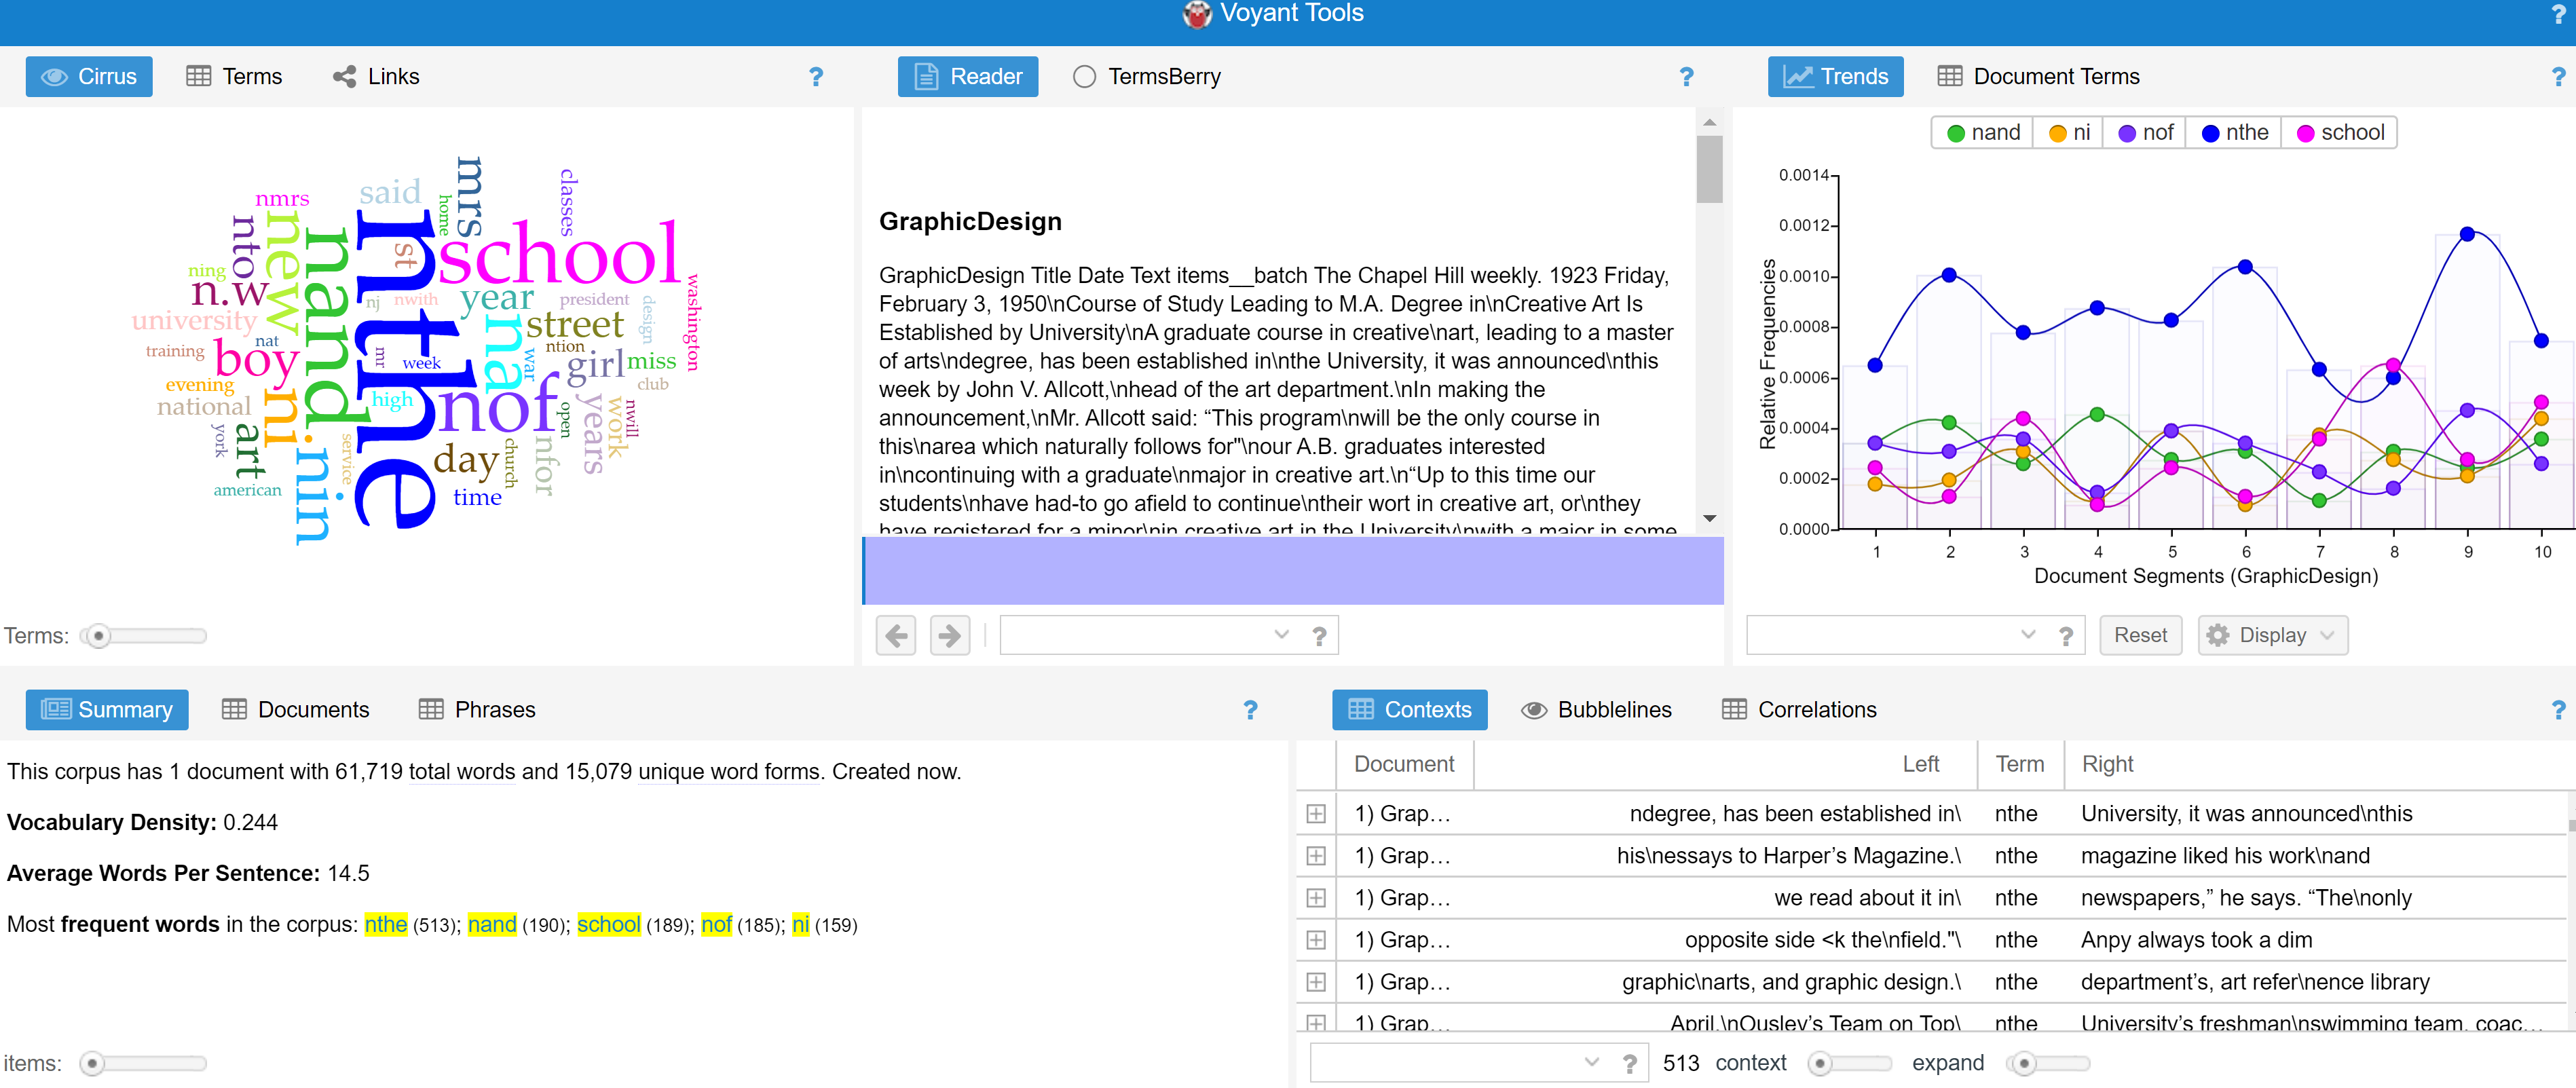 Voyant Tools
?
Cirrus Terms Links ?
said mrs classes
nmrs home
nto new nand nthe st school
ning n.w nj nwith year president design washington
university street
training nat boy mr week na war ntion girl miss
evening ni high nof club
national open years work nwill
york art service day church nfor
american nin time
Terms:
Reader TermsBerry ?
GraphicDesign
GraphicDesign Title Date Text items__batch The Chapel Hill weekly. 1923 Friday,
February 3, 1950\nCourse of Study Leading to M.A. Degree in\nCreative Art Is
Established by University\nA graduate course in creative\nart, leading to a master
of arts\ndegree, has been established in\nthe University, it was announced\nthis
week by John V. Allcott,\nhead of the art department.\nIn making the
announcement,\nMr. Allcott said: “This program\nwill be the only course in
this\narea which naturally follows for"\nour A.B. graduates interested
in\ncontinuing with a graduate\nmajor in creative art.\n“Up to this time our
students\nhave had-to go afield to continue\ntheir wort in creative art, or\nthey
have registered for a minor\nin creative art in the University\nwith a major in some
?
Trends Document Terms ?
nand ni nof nthe school
Relative Frequencies
0.0014
0.0012
0.0010
0.0008
0.0006
0.0004
0.0002
0.0000
1 2 3 4 5 6 7 8 9 10
Document Segments (GraphicDesign)
? Reset Display
Summary Documents Phrases ?
This corpus has 1 document with 61,719 total words and 15,079 unique word forms. Created now.
Vocabulary Density: 0.244
Average Words Per Sentence: 14.5
Most frequent words in the corpus: nthe (513); nand (190); school (189); nof (185); ni (159)
items:
Contexts Bubblelines Correlations ?
Document Left Term Right
1) Grap… ndegree, has been established in\ nthe University, it was announced\nthis
1) Grap… his\nessays to Harper’s Magazine.\ nthe magazine liked his work\nand
1) Grap… we read about it in\ nthe newspapers,” he says. “The\nonly
1) Grap… opposite side <k the\nfield."\ nthe Anpy always took a dim
1) Grap… graphic\narts, and graphic design.\ nthe department’s, art refer\nence library
1) Grap… April.\nOusley’s Team on Top\ nthe University’s freshman\nswimming team, coac…
? 513 context expand